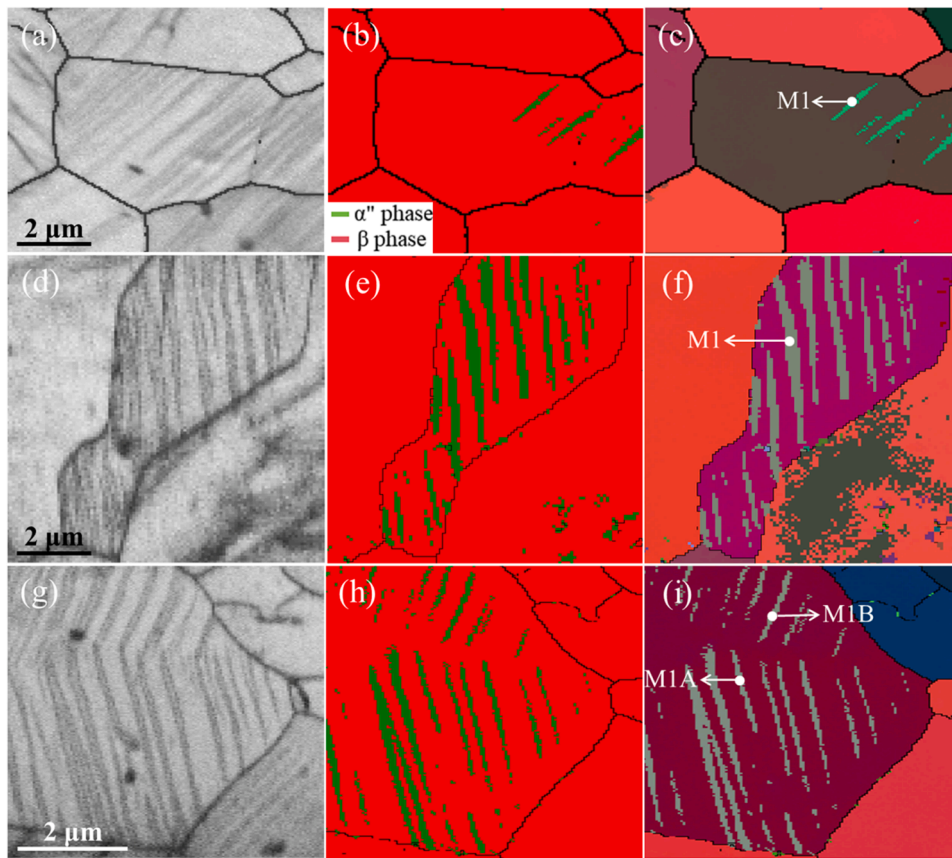 (a)
(b)
(c)
M1
α" phase
β phase
2 μm
(d)
(e)
(f)
M1
2 μm
(g)
(h)
(i)
M1B
M1A
2 μm